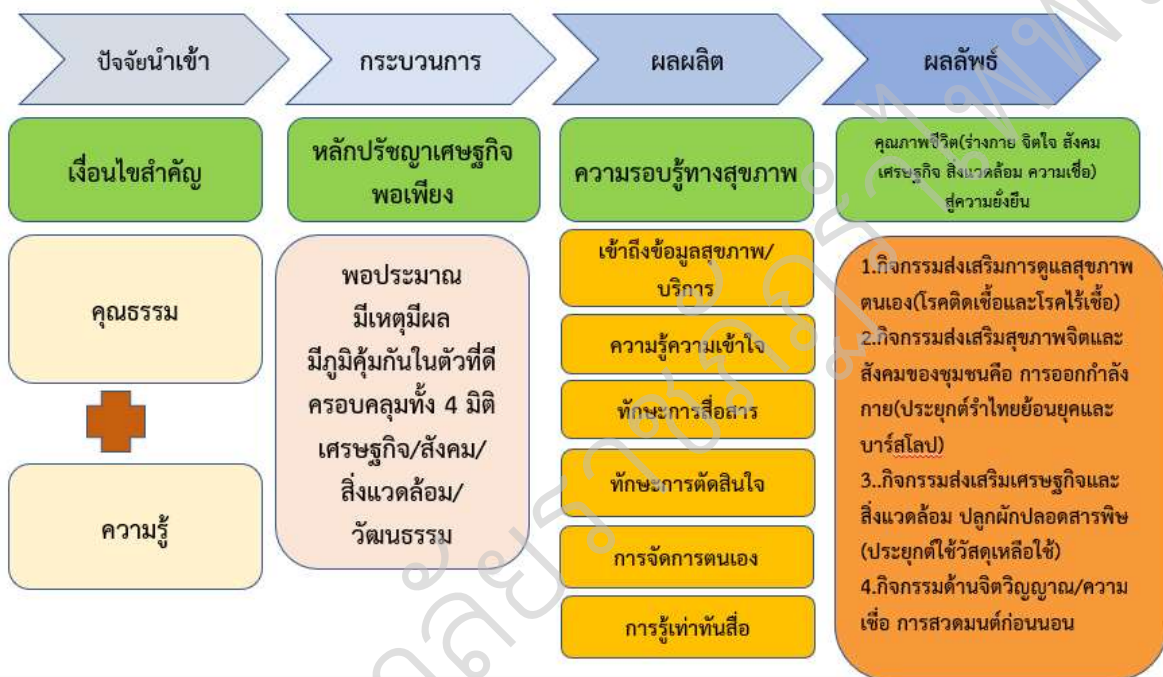 ปัจจัยนำเข้า
กระบวนการ
ผลผลิต
ผลลัพธ์
เงื่อนไขสำคัญ
คุณธรรม
ความรู้
หลักปรัชญาเศรษฐกิจ
พอเพียง
พอประมาณ
มีเหตุมีผล
มีภูมิคุ้มกันในตัวที่ดี
ครอบคลุมทั้ง 4 มิติ
เศรษฐกิจ/สังคม/
สิ่งแวดล้อม/
วัฒนธรรม
ความรอบรู้ทางสุขภาพ
เข้าถึงข้อมูลสุขภาพ/
บริการ
ความรู้ความเข้าใจ
ทักษะการสื่อสาร
ทักษะการตัดสินใจ
การจัดการตนเอง
การรู้เท่าทันสื่อ
คุณภาพชีวิต(ร่างกาย จิตใจ สังคม
เศรษฐกิจ สิ่งแวดล้อม ความเชื่อ)
สู่ความยั่งยืน
1.กิจกรรมส่งเสริมการดูแลสุขภาพ
ตนเอง(โรคติดเชื้อและโรคไร้เชื้อ)
2.กิจกรรมส่งเสริมสุขภาพจิตและ
สังคมของชุมชนคือ การออกกำลัง
กาย(ประยุกต์รำไทยย้อนยุคและ
บาร์สโลป)
3..กิจกรรมส่งเสริมเศรษฐกิจและ
สิ่งแวดล้อม ปลูกผักปลอดสารพิษ
(ประยุกต์ใช้วัสดุเหลือใช้)
4.กิจกรรมด้านจิตวิญญาณ/ความ
เชื่อ การสวดมนต์ก่อนนอน